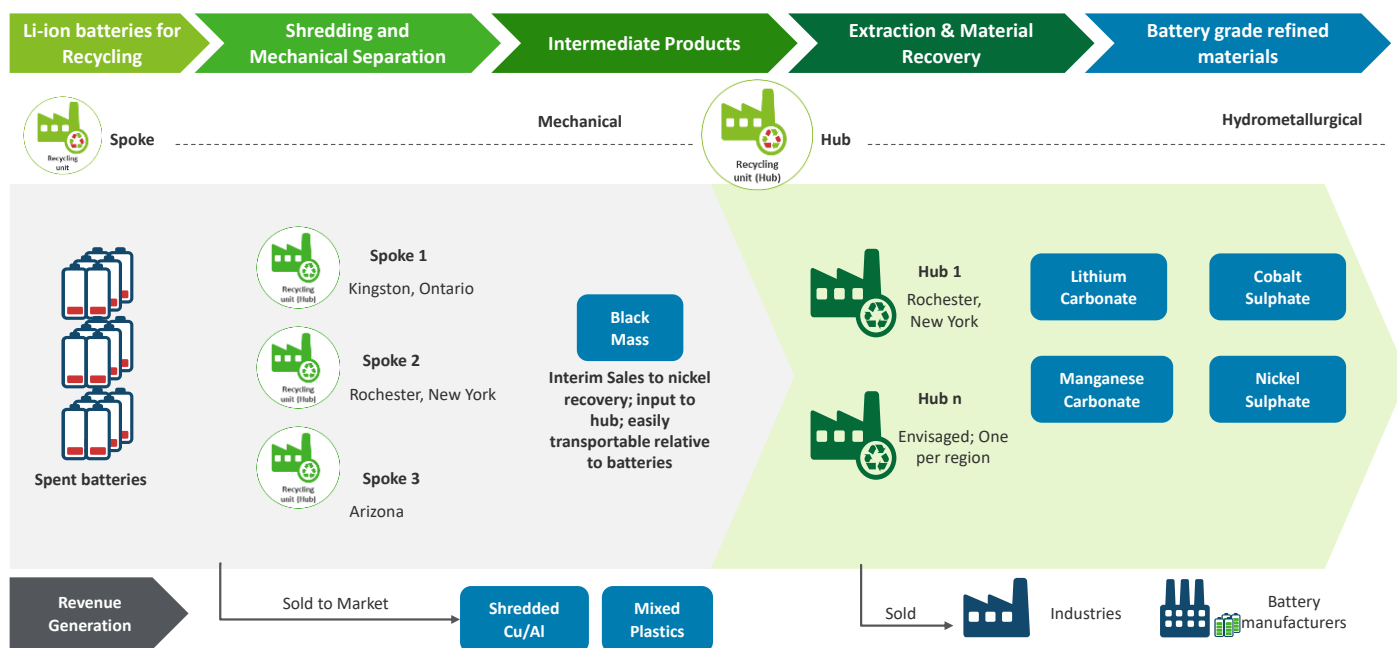 Li-ion batteries for
Recycling
Shredding and
Mechanical Separation
Intermediate Products
Extraction & Material
Recovery
Battery grade refined
materials
Recycling
unit
Spoke
Mechanical
Recycling
unit (Hub)
Hub
Hydrometallurgical
Spent batteries
Recycling
unit (Hub)
Spoke 1
Kingston, Ontario
Recycling
unit (Hub)
Spoke 2
Rochester, New York
Recycling
unit (Hub)
Spoke 3
Arizona
Black
Mass
Interim Sales to nickel
recovery; input to
hub; easily
transportable relative
to batteries
Hub 1
Rochester,
New York
Hub n
Envisaged; One
per region
Lithium
Carbonate
Cobalt
Sulphate
Manganese
Carbonate
Nickel
Sulphate
Revenue
Generation
Sold to Market
Shredded
Cu/Al
Mixed
Plastics
Sold
Industries
Battery
manufacturers